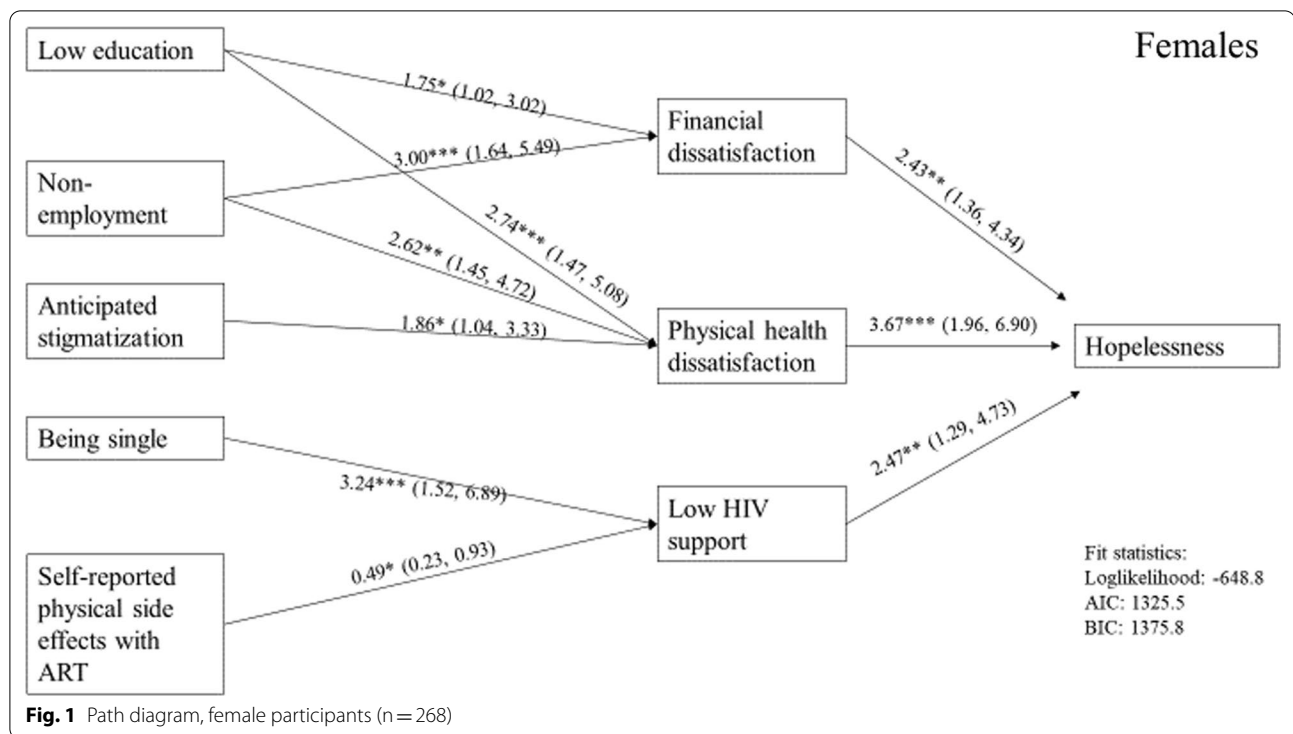 Females
Low education
1.75* (1.02, 3.02)
Financial
dissatisfaction
3.00*** (1.64, 5.49)
Non-
employment
2.43** (1.36, 4.34)
2.74*** (1.47, 5.08)
2.62** (1.45, 4.72)
Anticipated
stigmatization
1.86* (1.04, 3.33)
Physical health
dissatisfaction
3.67*** (1.96, 6.90)
Hopelessness
Being single
3.24*** (1.52, 6.89)
2.47** (1.29, 4.73)
Low HIV
support
0.49* (0.23, 0.93)
Self-reported
physical side
effects with
ART
Fit statistics:
Loglikelihood: -648.8
AIC: 1325.5
BIC: 1375.8
Fig. 1 Path diagram, female participants (n = 268)